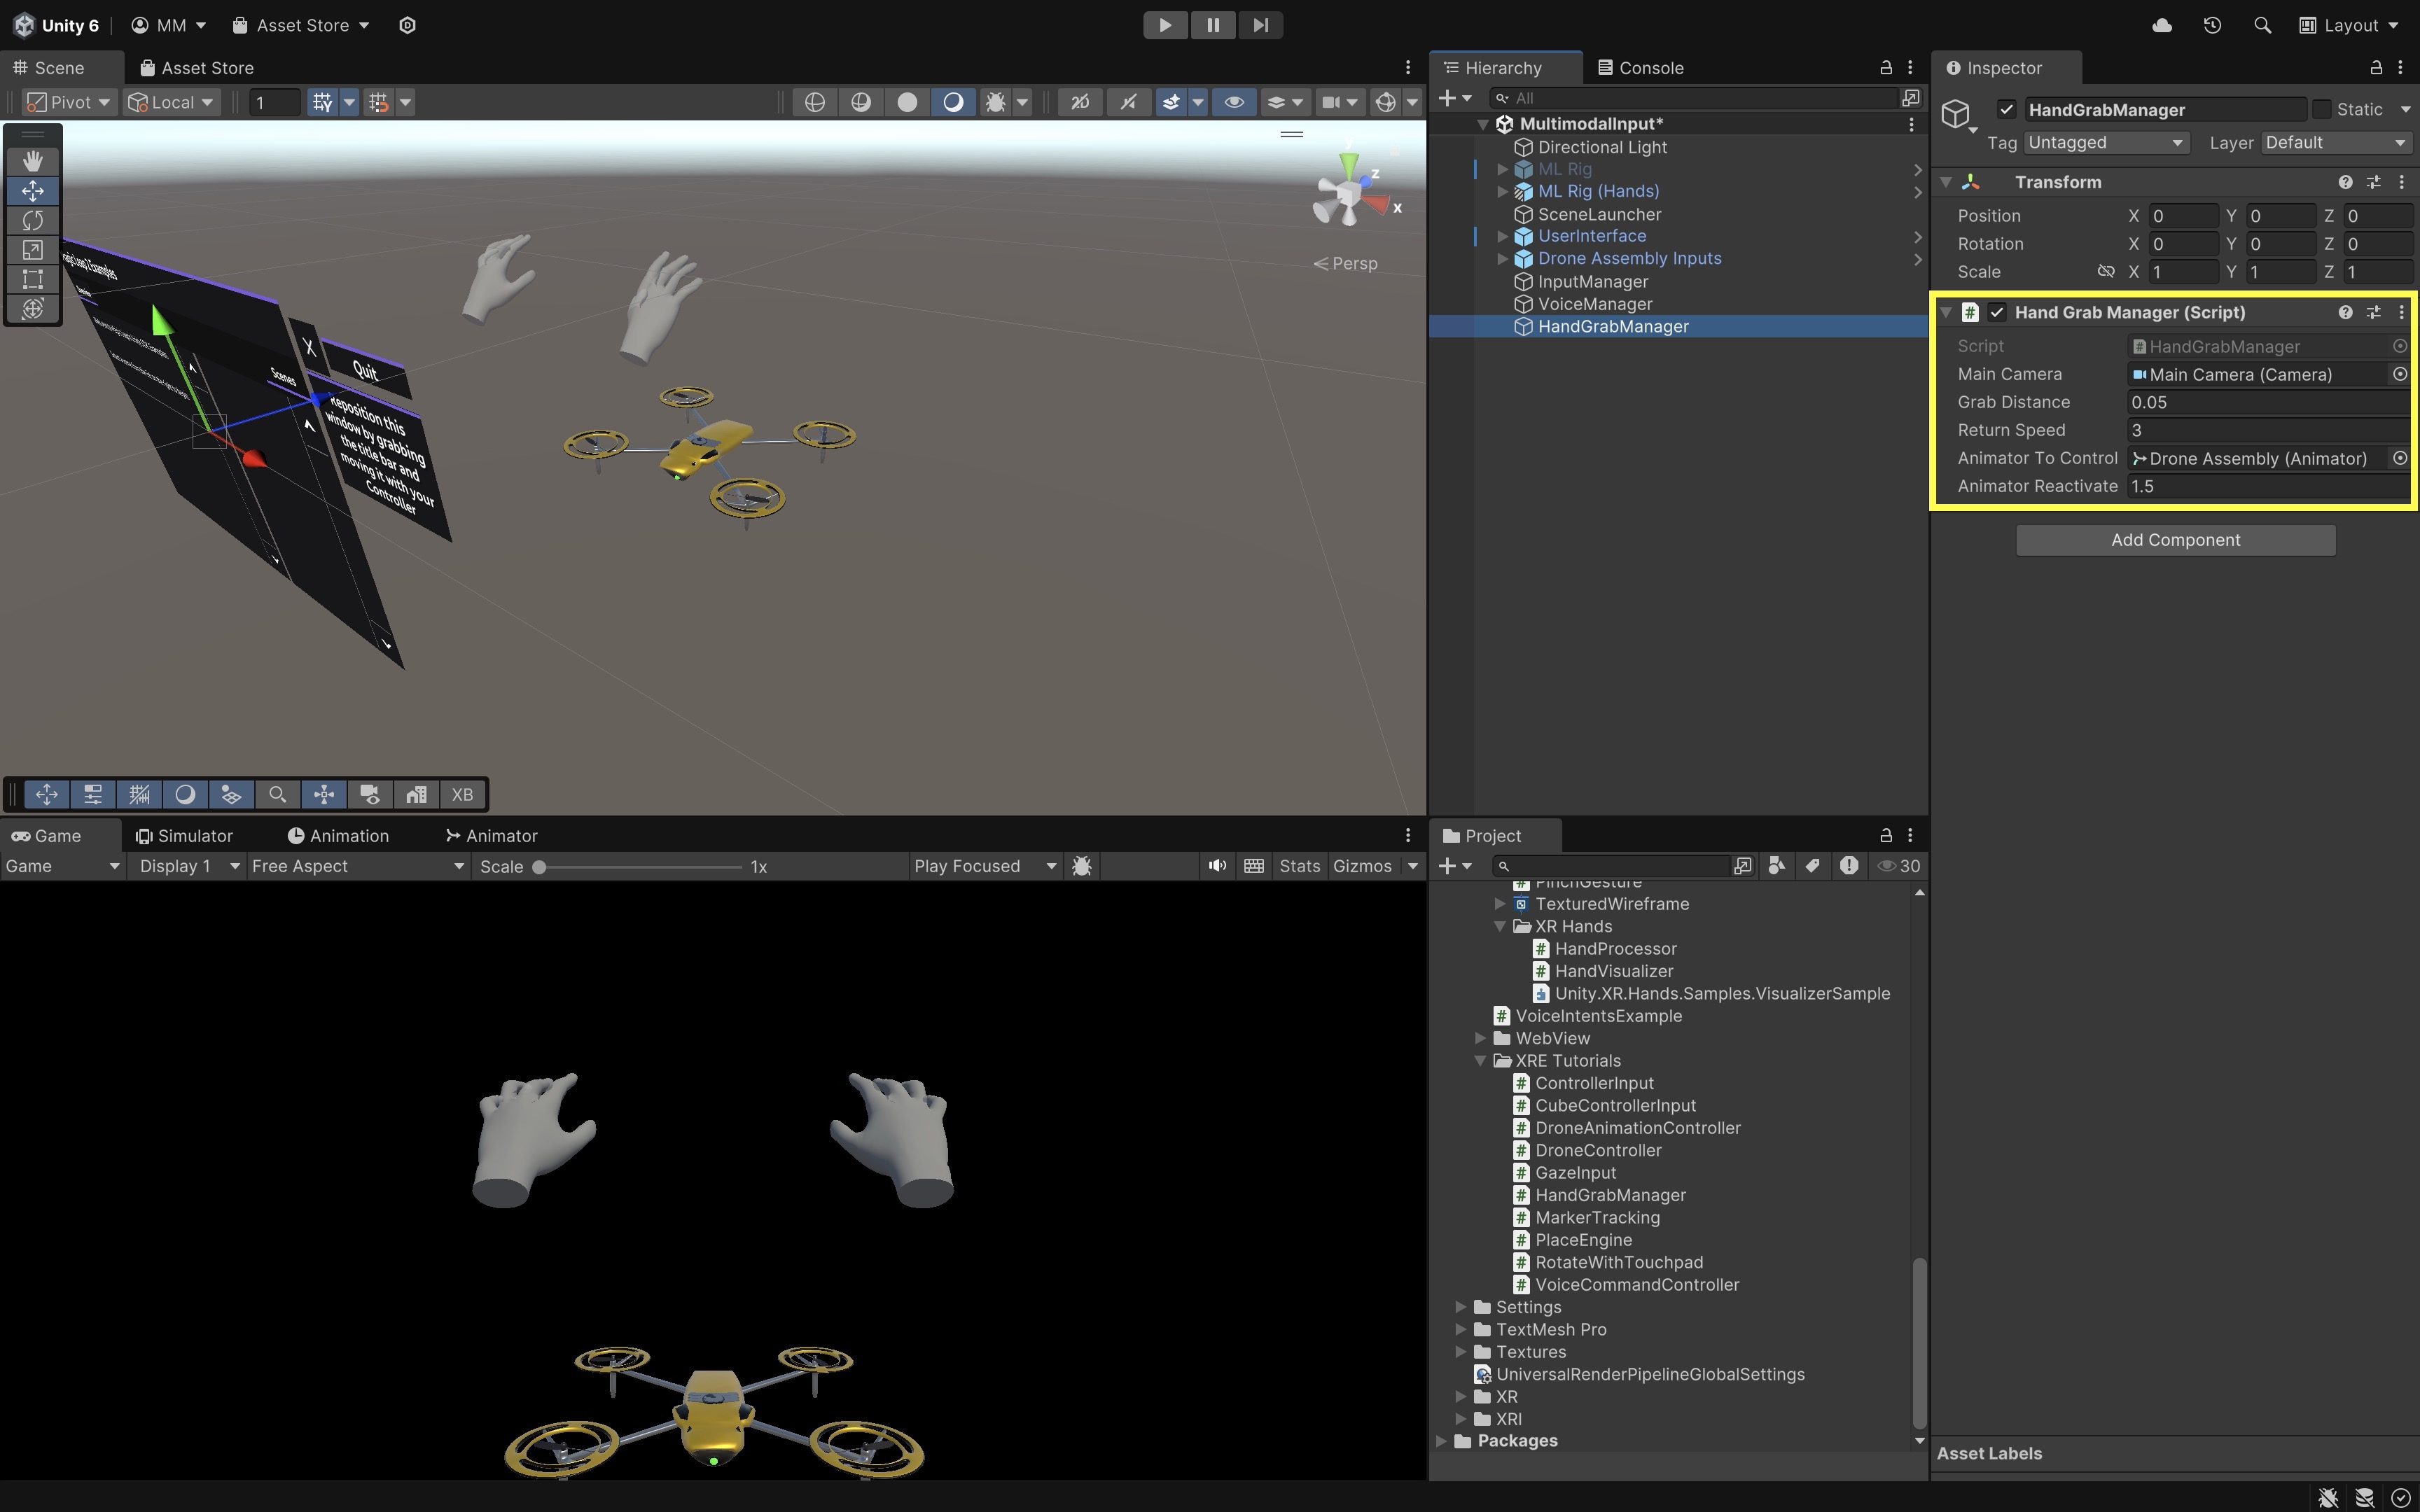 Unity 6
MM
Asset Store
Layout
Scene
Asset Store
Pivot
Local
1
2D
Y
Z
X
Persp
Magic Leap 2 Examples
Scenes
X
Quit
Reposition this
window by grabbing
the title bar and
moving it with your
Controller
XB
Hierarchy
Console
All
MultimodalInput*
Directional Light
ML Rig
ML Rig (Hands)
SceneLauncher
UserInterface
Drone Assembly Inputs
InputManager
VoiceManager
HandGrabManager
Inspector
HandGrabManager
Static
Tag
Untagged
Layer
Default
Transform
Position X 0 Y 0 Z 0
Rotation X 0 Y 0 Z 0
Scale X 1 Y 1 Z 1
# Hand Grab Manager (Script)
Script HandGrabManager
Main Camera Main Camera (Camera)
Grab Distance 0.05
Return Speed 3
Animator To Control Drone Assembly (Animator)
Animator Reactivate 1.5
Add Component
Game
Simulator
Animation
Animator
Game
Display 1
Free Aspect
Scale
1x
Play Focused
Stats
Gizmos
Project
30
PinchGesture
TexturedWireframe
XR Hands
# HandProcessor
# HandVisualizer
Unity.XR.Hands.Samples.VisualizerSample
# VoiceIntentsExample
WebView
XRE Tutorials
# ControllerInput
# CubeControllerInput
# DroneAnimationController
# DroneController
# GazeInput
# HandGrabManager
# MarkerTracking
# PlaceEngine
# RotateWithTouchpad
# VoiceCommandController
Settings
TextMesh Pro
Textures
UniversalRenderPipelineGlobalSettings
XR
XRI
Packages
Asset Labels